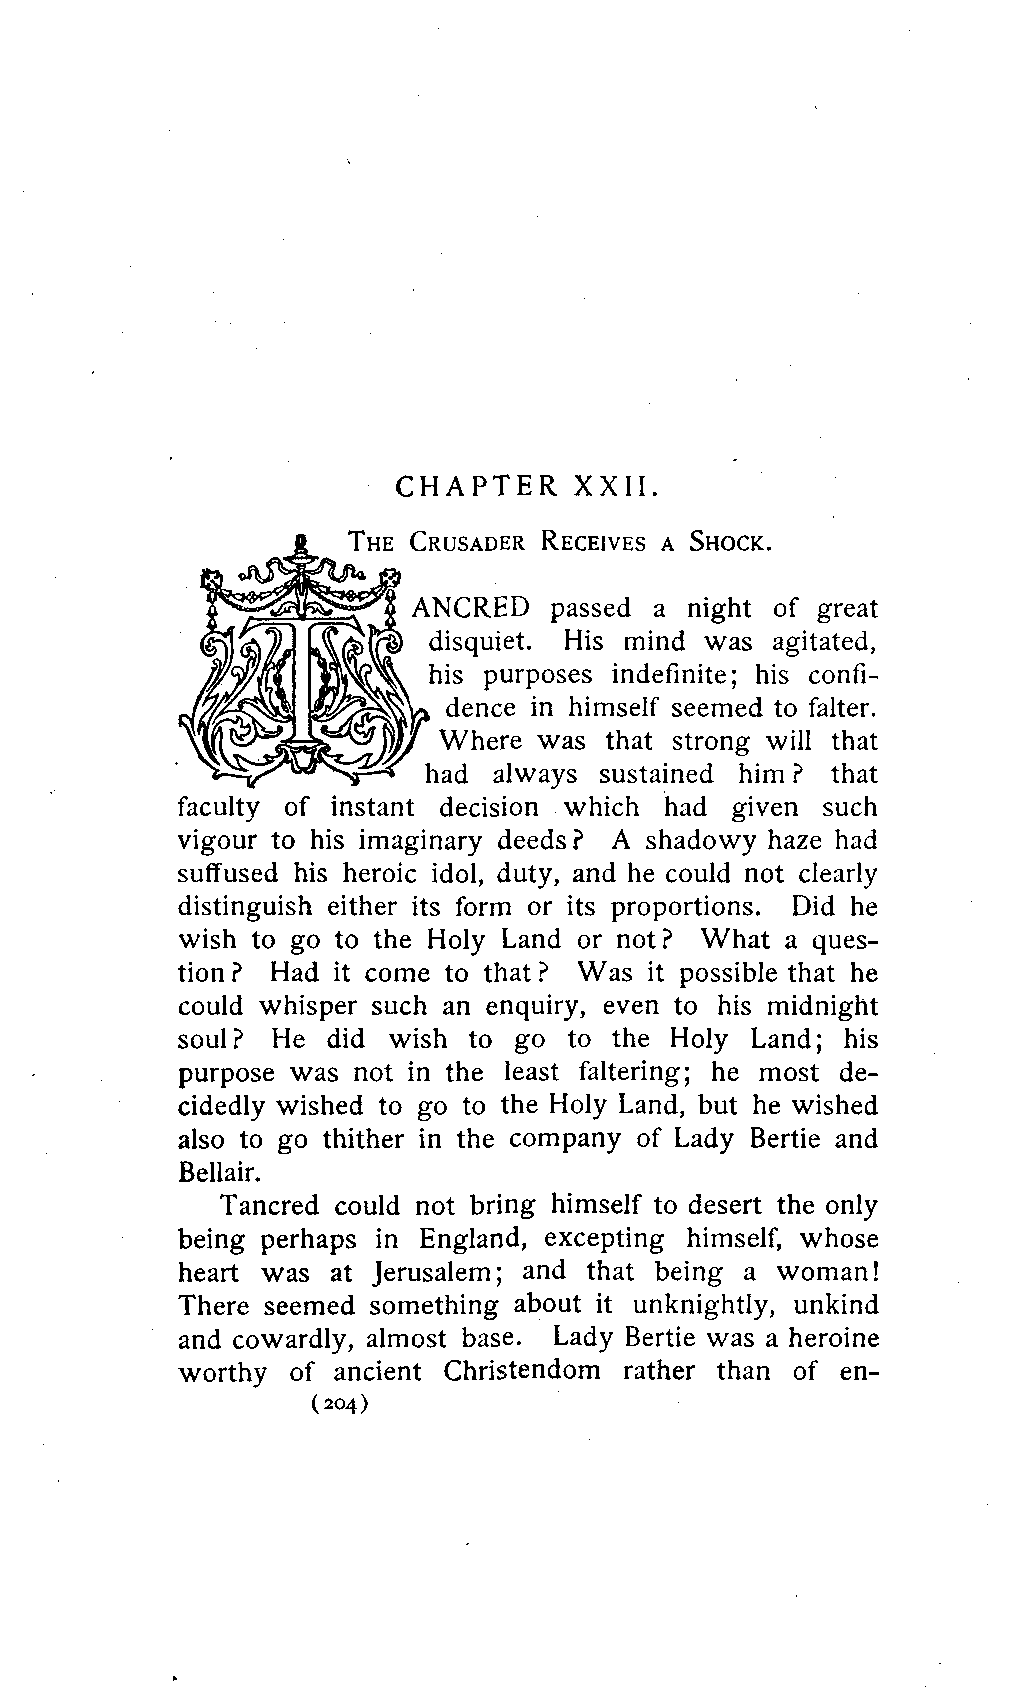 CHAPTER XXII.
THE CRUSADER RECEIVES A SHOCK.
TANCRED passed a night of great
disquiet. His mind was agitated,
his purposes indefinite; his confi-
dence in himself seemed to falter.
Where was that strong will that
had always sustained him? that
faculty of instant decision which had given such
vigour to his imaginary deeds? A shadowy haze had
suffused his heroic idol, duty, and he could not clearly
distinguish either its form or its proportions. Did he
wish to go to the Holy Land or not? What a ques-
tion? Had it come to that? Was it possible that he
could whisper such an enquiry, even to his midnight
soul? He did wish to go to the Holy Land; his
purpose was not in the least faltering; he most de-
cidedly wished to go to the Holy Land, but he wished
also to go thither in the company of Lady Bertie and
Bellair.
Tancred could not bring himself to desert the only
being perhaps in England, excepting himself, whose
heart was at Jerusalem; and that being a woman!
There seemed something about it unknightly, unkind
and cowardly, almost base. Lady Bertie was a heroine
worthy of ancient Christendom rather than of en-
(204)